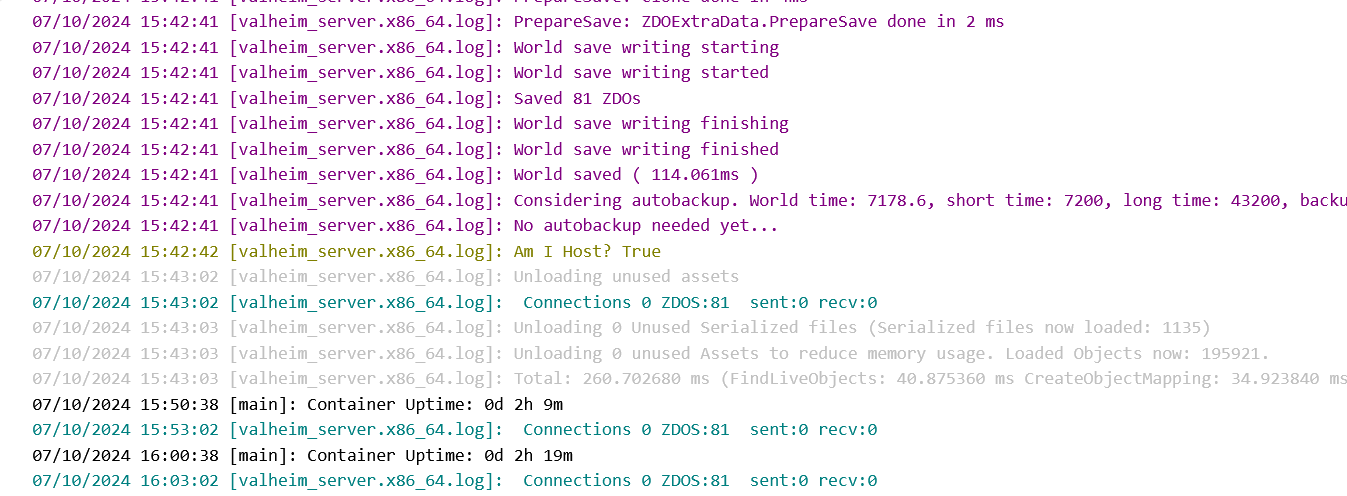 07/10/2024 15:42:41 [valheim_server.x86_64.log]: PrepareSave: clone done in 4ms
07/10/2024 15:42:41 [valheim_server.x86_64.log]: PrepareSave: ZDOExtraData.PrepareSave done in 2 ms
07/10/2024 15:42:41 [valheim_server.x86_64.log]: World save writing starting
07/10/2024 15:42:41 [valheim_server.x86_64.log]: World save writing started
07/10/2024 15:42:41 [valheim_server.x86_64.log]: Saved 81 ZDOs
07/10/2024 15:42:41 [valheim_server.x86_64.log]: World save writing finishing
07/10/2024 15:42:41 [valheim_server.x86_64.log]: World save writing finished
07/10/2024 15:42:41 [valheim_server.x86_64.log]: World saved ( 114.061ms )
07/10/2024 15:42:41 [valheim_server.x86_64.log]: Considering autobackup. World time: 7178.6, short time: 7200, long time: 43200, backu
07/10/2024 15:42:41 [valheim_server.x86_64.log]: No autobackup needed yet...
07/10/2024 15:42:42 [valheim_server.x86_64.log]: Am I Host? True
07/10/2024 15:43:02 [valheim_server.x86_64.log]: Unloading unused assets
07/10/2024 15:43:02 [valheim_server.x86_64.log]:  Connections 0 ZDOS:81  sent:0 recv:0
07/10/2024 15:43:03 [valheim_server.x86_64.log]: Unloading 0 Unused Serialized files (Serialized files now loaded: 1135)
07/10/2024 15:43:03 [valheim_server.x86_64.log]: Unloading 0 unused Assets to reduce memory usage. Loaded Objects now: 195921.
07/10/2024 15:43:03 [valheim_server.x86_64.log]: Total: 260.702680 ms (FindLiveObjects: 40.875360 ms CreateObjectMapping: 34.923840 ms
07/10/2024 15:50:38 [main]: Container Uptime: 0d 2h 9m
07/10/2024 15:53:02 [valheim_server.x86_64.log]:  Connections 0 ZDOS:81  sent:0 recv:0
07/10/2024 16:00:38 [main]: Container Uptime: 0d 2h 19m
07/10/2024 16:03:02 [valheim_server.x86_64.log]:  Connections 0 ZDOS:81  sent:0 recv:0